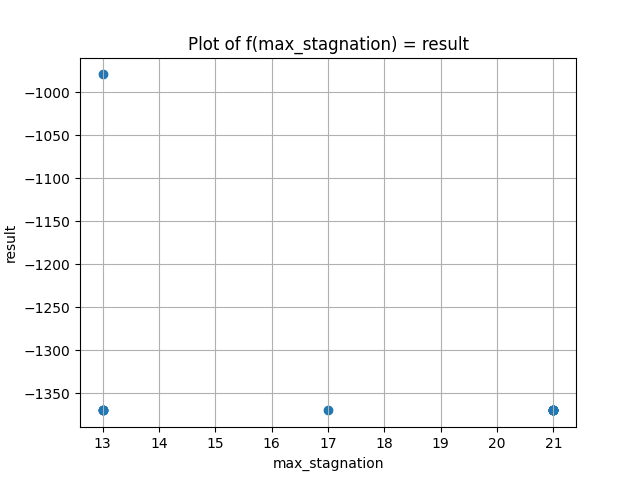 Plot of f(max_stagnation) = result
−1000
−1050
−1100
−1150
−1200
−1250
−1300
−1350
result
13 14 15 16 17 18 19 20 21
max_stagnation